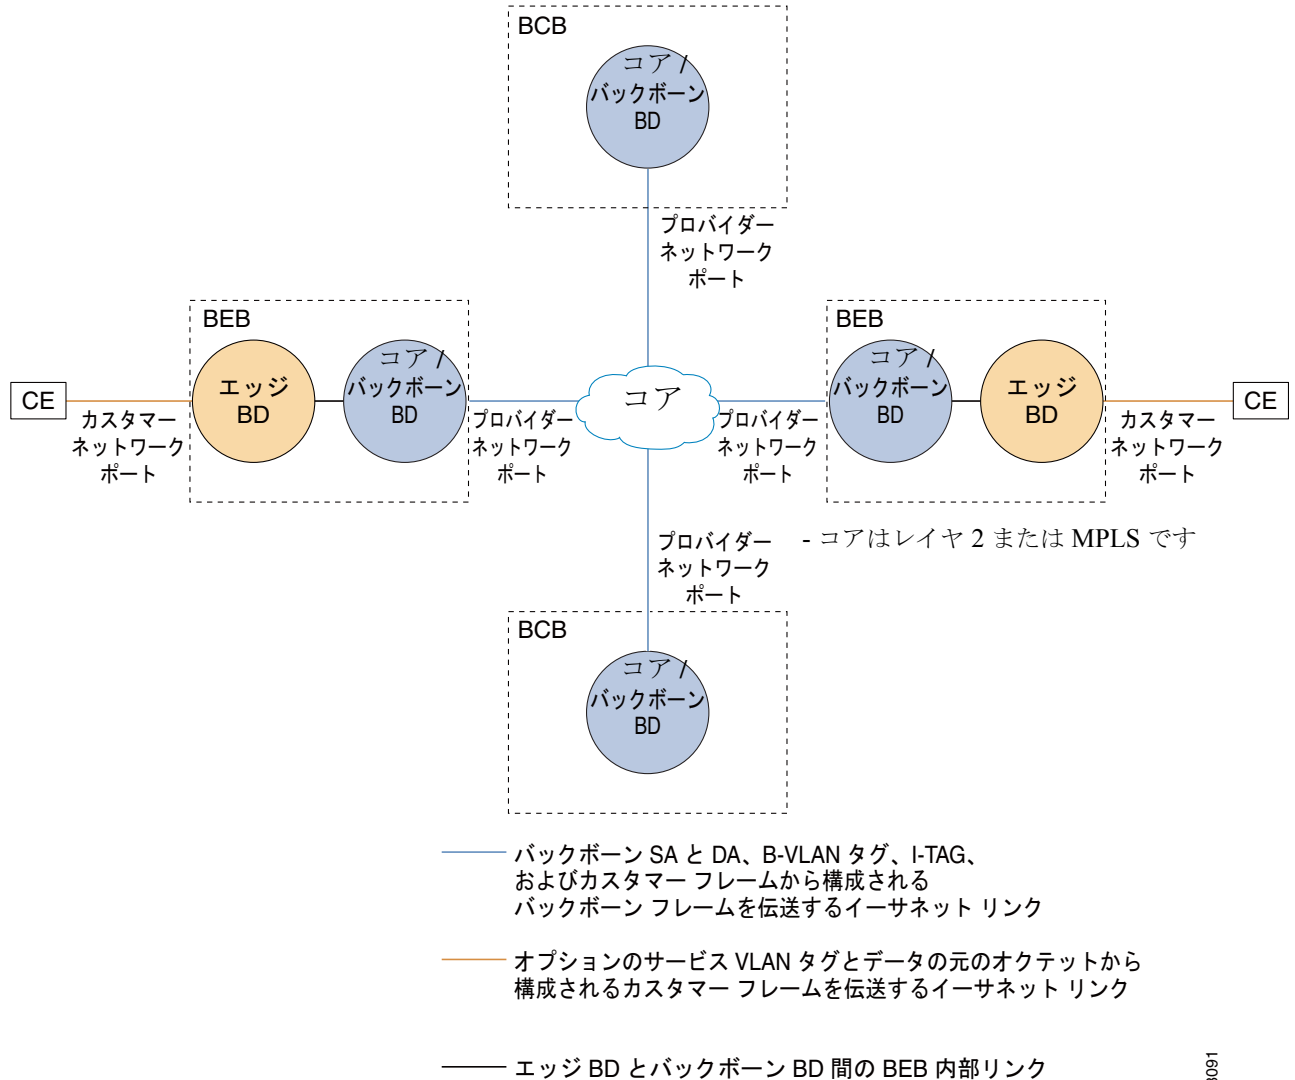 BCB
コア /
バックボーン
BD
プロバイダー
ネットワーク
ポート
BEB
エッジ
BD
コア /
バックボーン
BD
CE
カスタマー
ネットワーク
ポート
プロバイダー
ネットワーク
ポート
コア
プロバイダー
ネットワーク
ポート
BEB
コア /
バックボーン
BD
エッジ
BD
CE
カスタマー
ネットワーク
ポート
プロバイダー
ネットワーク
ポート
- コアはレイヤ 2 または MPLS です
BCB
コア /
バックボーン
BD
バックボーン SA と DA、B-VLAN タグ、I-TAG、
およびカスタマー フレームから構成される
バックボーン フレームを伝送するイーサネット リンク
オプションのサービス VLAN タグとデータの元のオクテットから
構成されるカスタマー フレームを伝送するイーサネット リンク
エッジ BD とバックボーン BD 間の BEB 内部リンク